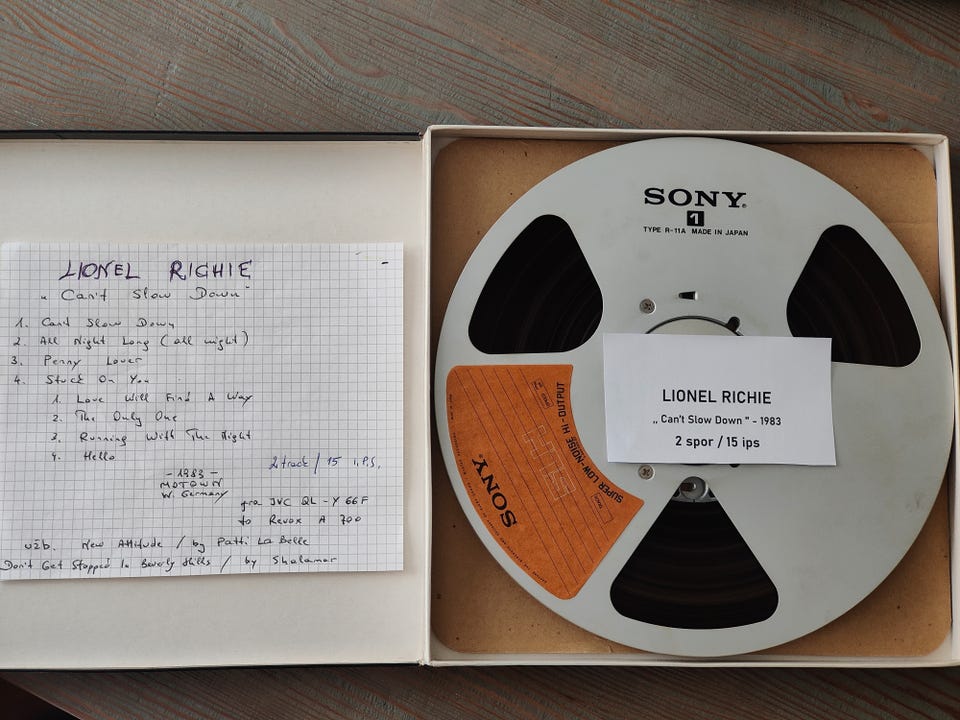 LIONEL RICHIE
„ Can't Slow Down "
1. Can't Slow Down
2. All Night Long (all night)
3. Penny Lover
4. Stuck On You
1. Love Will Find A Way
2. The Only One
3. Running With The Night
4. Hello
2track / 15 i.p.s.
- 1983 -
MOTOWN
W. Germany
gra JVC QL - Y 66 F
to Revox A 700
użb. New Attitude / by Patti La Belle
Don't Get Stopped In Beverly Hills / by Shalamar
SONY
1
TYPE R-11A MADE IN JAPAN
LIONEL RICHIE
„ Can't Slow Down " - 1983
2 spor / 15 ips
SONY
SUPER LOW-NOISE HI-OUTPUT